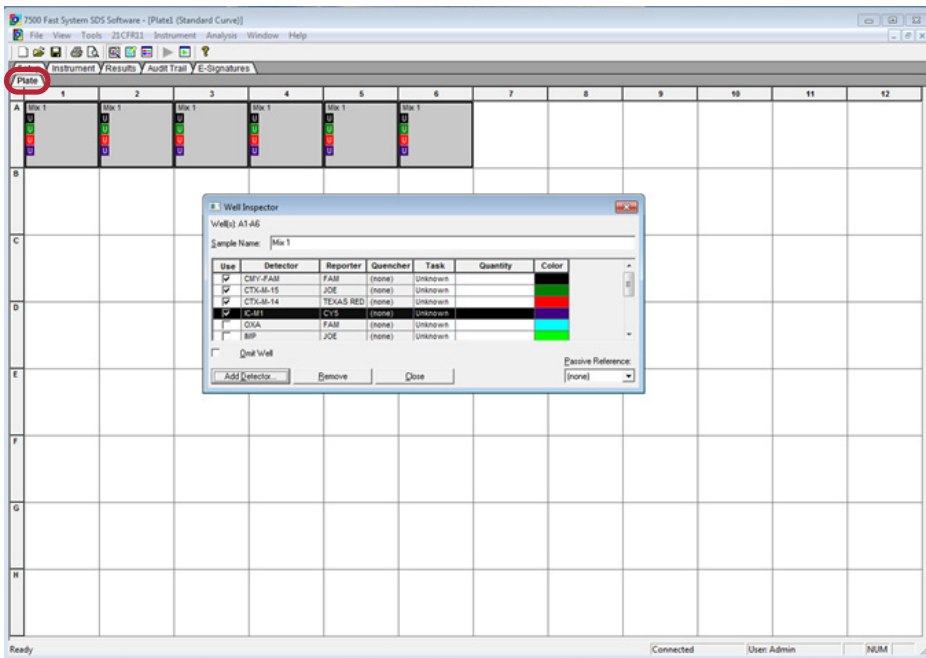 7500 Fast System SDS Software - [Plate1 (Standard Curve)]
File View Tools 21CFR11 Instrument Analysis Window Help
Setup Instrument Results Audit Trail E-Signatures
Plate
1 2 3 4 5 6 7 8 9 10 11 12
A Mix 1 Mix 1 Mix 1 Mix 1 Mix 1 Mix 1
U U U U U U
U U U U U U
U U U U U U
U U U U U U
B
Well Inspector
Well(s): A1-A6
C
Sample Name: Mix 1
Use Detector Reporter Quencher Task Quantity Color
CMY-FAM FAM (none) Unknown
CTX-M-15 JOE (none) Unknown
CTX-M-14 TEXAS RED (none) Unknown
D
IC-M1 CY5 (none) Unknown
OXA FAM (none) Unknown
IMP JOE (none) Unknown
Omit Well
Passive Reference:
E
Add Detector... Remove Close (none)
F
G
H
Ready Connected User: Admin NUM